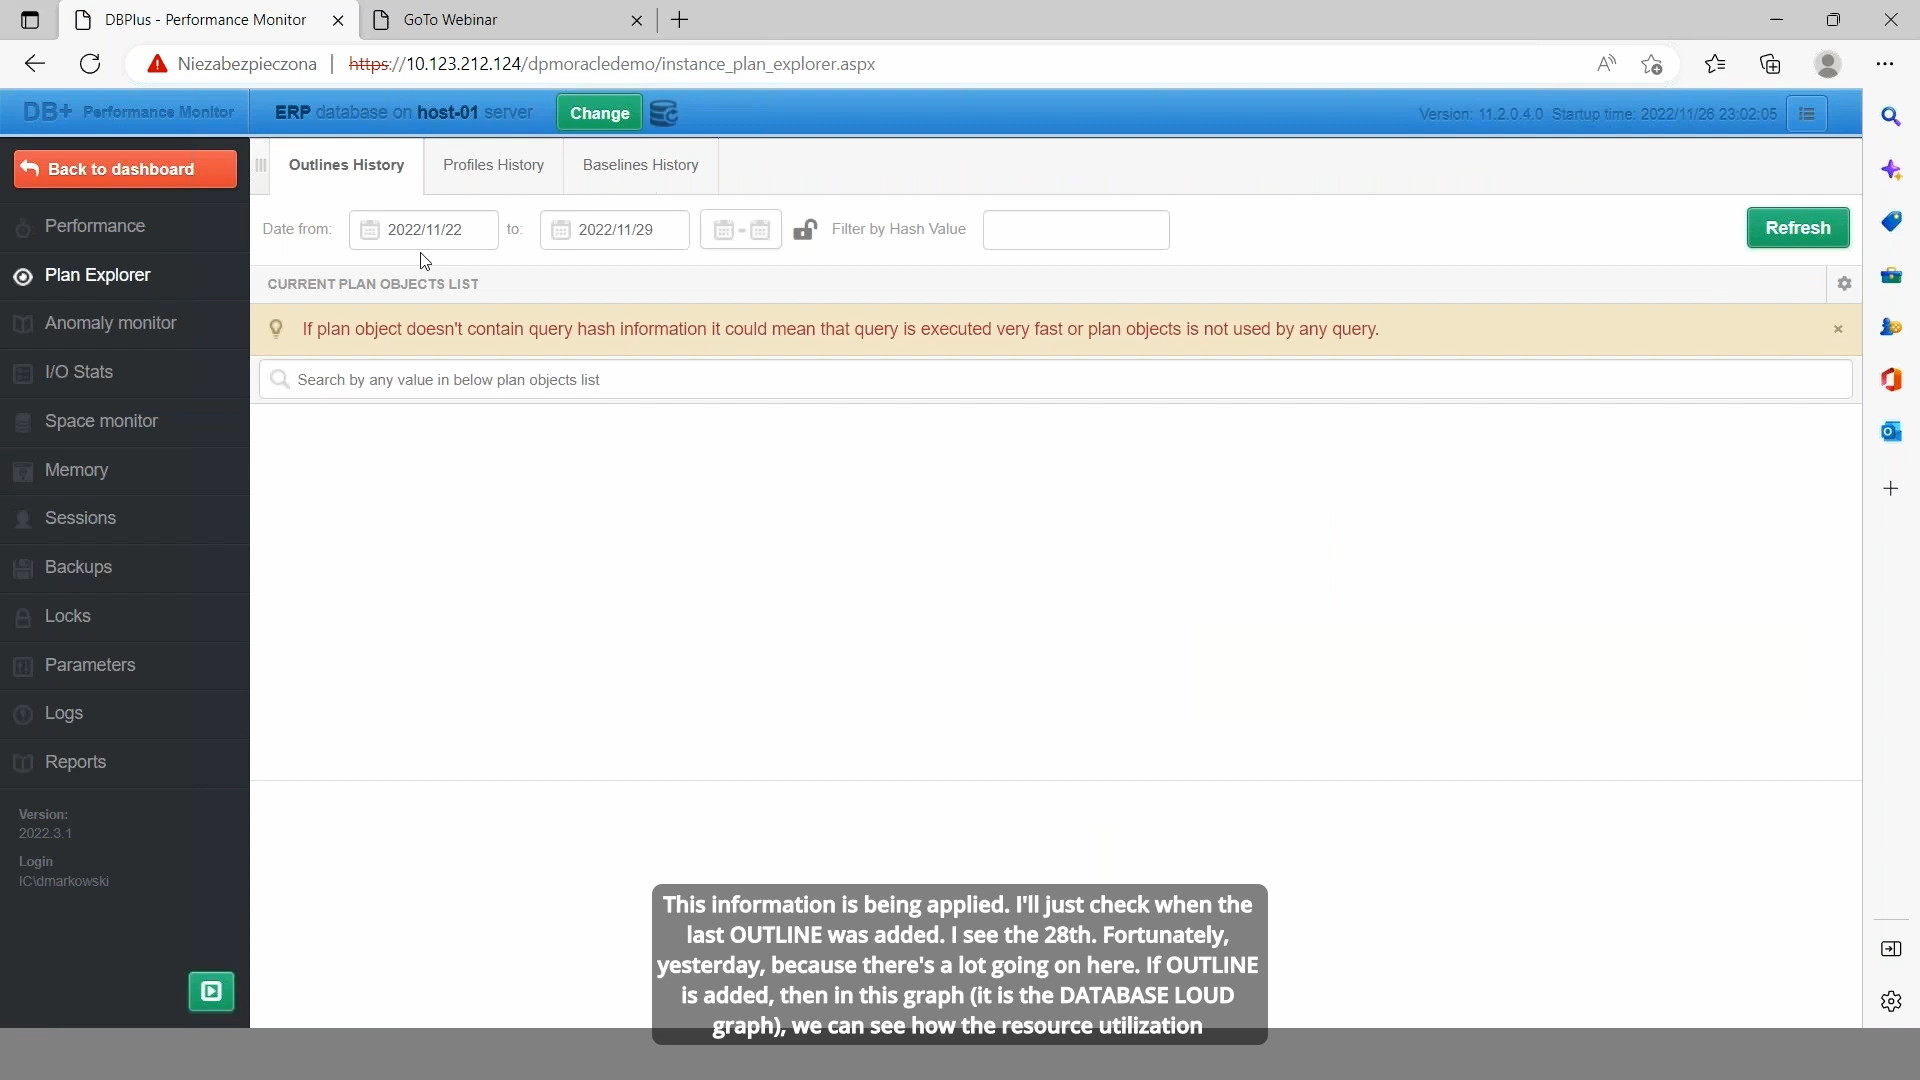 DBPlus - Performance Monitor
GoTo Webinar
Niezabezpieczona
https://10.123.212.124/dpmoracledemo/instance_plan_explorer.aspx
DB+ Performance Monitor
ERP database on host-01 server
Change
Version: 11.2.0.4.0 Startup time: 2022/11/26 23:02:05
Back to dashboard
Outlines History
Profiles History
Baselines History
Performance
Date from:
2022/11/22
to:
2022/11/29
Filter by Hash Value
Refresh
Plan Explorer
CURRENT PLAN OBJECTS LIST
Anomaly monitor
If plan object doesn't contain query hash information it could mean that query is executed very fast or plan objects is not used by any query.
I/O Stats
Search by any value in below plan objects list
Space monitor
Memory
Sessions
Backups
Locks
Parameters
Logs
Reports
Version:
2022.3.1
Login
IC\dmarkowski
This information is being applied. I'll just check when the
last OUTLINE was added. I see the 28th. Fortunately,
yesterday, because there's a lot going on here. If OUTLINE
is added, then in this graph (it is the DATABASE LOUD
graph), we can see how the resource utilization